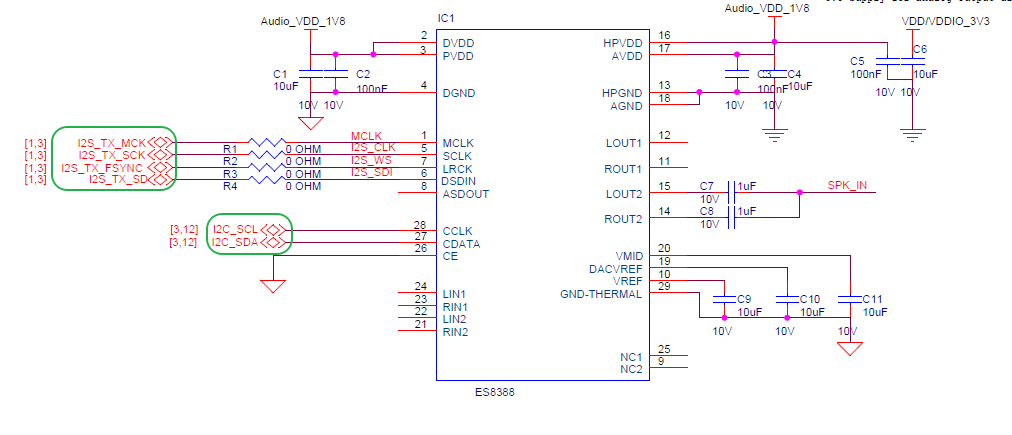 Audio_VDD_1V8
IC1
Audio_VDD_1V8
VDD/VDDIO_3V3
2 DVDD
3 PVDD
4 DGND
C1
10uF
10V
C2
100nF
10V
HPVDD 16
AVDD 17
HPGND 13
AGND 18
C3
100nF
10V
C4
10uF
10V
C5
100nF
10V
C6
10uF
10V
[1,3] I2S_TX_MCK R1 0 OHM MCLK 1 MCLK
[1,3] I2S_TX_SCK R2 0 OHM I2S_CLK 5 SCLK
[1,3] I2S_TX_FSYNC R3 0 OHM I2S_WS 7 LRCK
[1,3] I2S_TX_SD R4 0 OHM I2S_SDI 6 DSDIN
8 ASDOUT
LOUT1 12
ROUT1 11
LOUT2 15 C7 1uF 10V
ROUT2 14 C8 1uF 10V
SPK_IN
[3,12] I2C_SCL 28 CCLK
[3,12] I2C_SDA 27 CDATA
26 CE
VMID 20
DACVREF 19
VREF 10
GND-THERMAL 29
C9
10uF
10V
C10
10uF
10V
C11
10uF
10V
24 LIN1
23 RIN1
22 LIN2
21 RIN2
NC1 25
NC2 9
ES8388